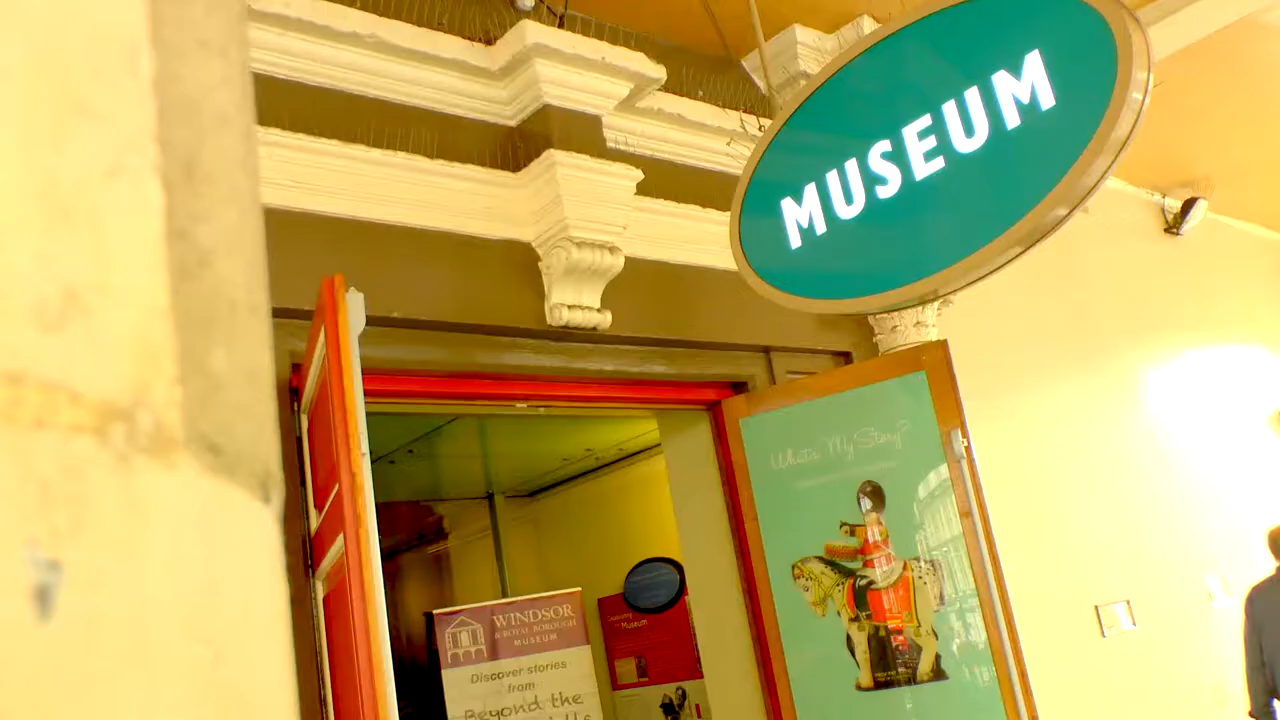 MUSEUM
What's My Story?
WINDSOR
& ROYAL BOROUGH
MUSEUM
Discover stories
from
Beyond the
Museum